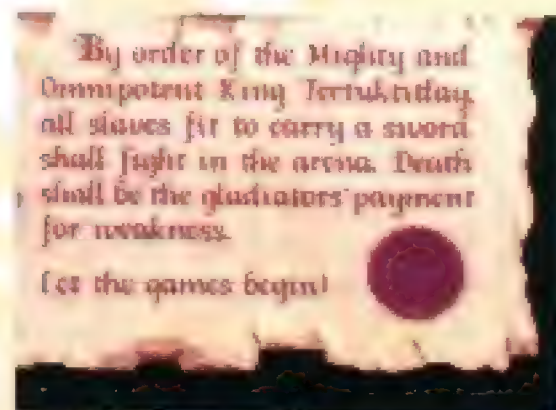 By order of the Mighty and
Omnipotent King
all slaves fit to carry a sword
shall fight in the arena. Death
shall be the gladiators' payment
for weakness.
Let the games begin!